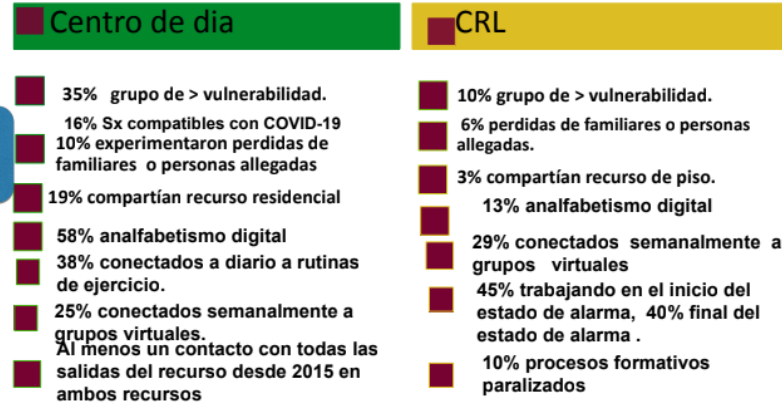 Centro de dia
35% grupo de > vulnerabilidad.
16% Sx compatibles con COVID-19
10% experimentaron perdidas de
familiares o personas allegadas
19% compartían recurso residencial
58% analfabetismo digital
38% conectados a diario a rutinas
de ejercicio.
25% conectados semanalmente a
grupos virtuales.
Al menos un contacto con todas las
salidas del recurso desde 2015 en
ambos recursos
CRL
10% grupo de > vulnerabilidad.
6% perdidas de familiares o personas
allegadas.
3% compartían recurso de piso.
13% analfabetismo digital
29% conectados semanalmente a
grupos virtuales
45% trabajando en el inicio del
estado de alarma, 40% final del
estado de alarma .
10% procesos formativos
paralizados